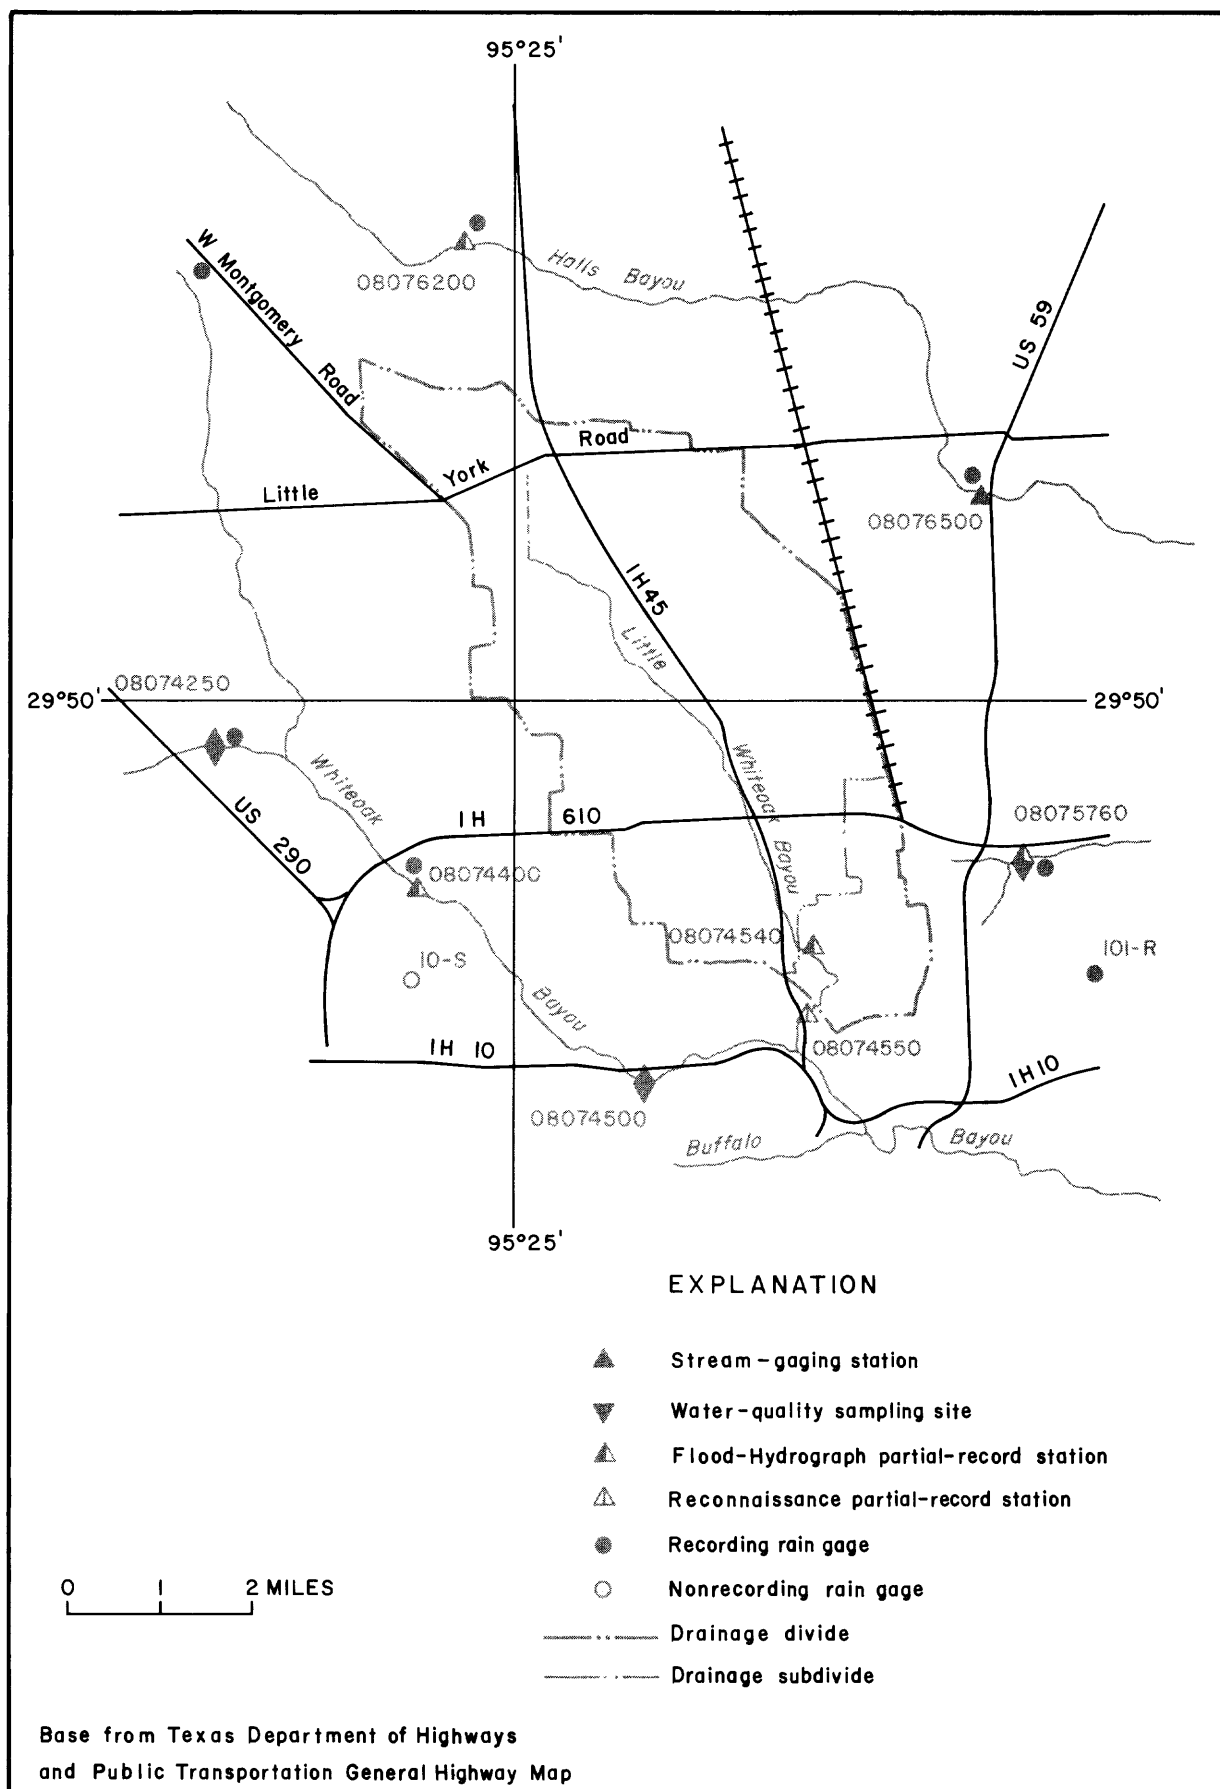 95°25'
W Montgomery Road
08076200
Halls Bayou
US 59
Little York Road
08076500
IH45
Little Whiteoak Bayou
08074250
29°50'
29°50'
US 290
Whiteoak Bayou
IH 610
08075760
08074400
08074540
10-S
101-R
IH 10
08074550
IH10
08074500
Buffalo Bayou
95°25'
EXPLANATION
Stream-gaging station
Water-quality sampling site
Flood-Hydrograph partial-record station
Reconnaissance partial-record station
Recording rain gage
Nonrecording rain gage
Drainage divide
Drainage subdivide
0 1 2 MILES
Base from Texas Department of Highways
and Public Transportation General Highway Map